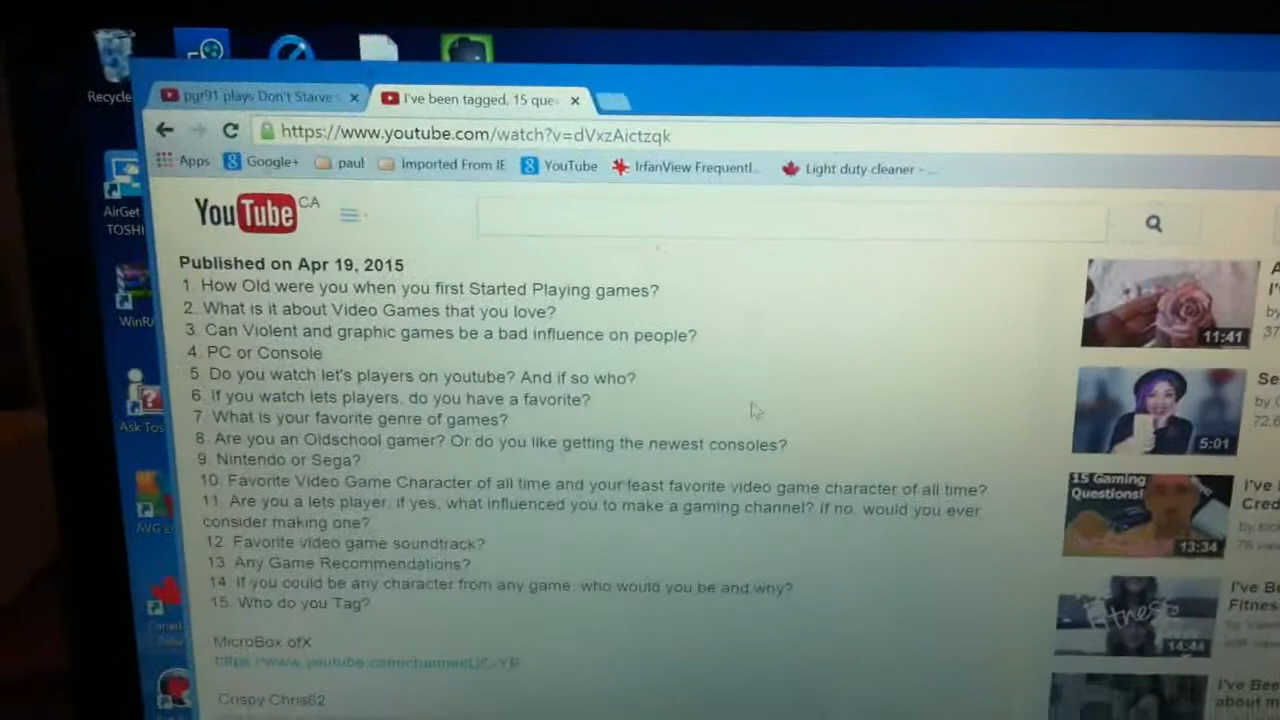 Recycle
pgr91 plays Don't Starve
I've been tagged, 15 que
https://www.youtube.com/watch?v=dVxzAictzqk
Apps
Google+
paul
Imported From IE
YouTube
IrfanView Frequentl...
Light duty cleaner - ...
AirGet
TOSHI
YouTube CA
Published on Apr 19, 2015
1. How Old were you when you first Started Playing games?
2. What is it about Video Games that you love?
3. Can Violent and graphic games be a bad influence on people?
4. PC or Console
5. Do you watch let's players on youtube? And if so who?
6. If you watch lets players, do you have a favorite?
7. What is your favorite genre of games?
8. Are you an Oldschool gamer? Or do you like getting the newest consoles?
9. Nintendo or Sega?
10. Favorite Video Game Character of all time and your least favorite video game character of all time?
11. Are you a lets player, if yes, what influenced you to make a gaming channel? If no, would you ever
consider making one?
12. Favorite video game soundtrack?
13. Any Game Recommendations?
14. If you could be any character from any game, who would you be and why?
15. Who do you Tag?
MicroBox ofX
Crispy Chris62
WinR
Ask Tos
AVG
11:41
by
37
Se
by
72,6
5:01
15 Gaming
Questions!
13:34
I've
Crea
Fitness
14:44
I've Be
Fitnes
I've Bee
about m